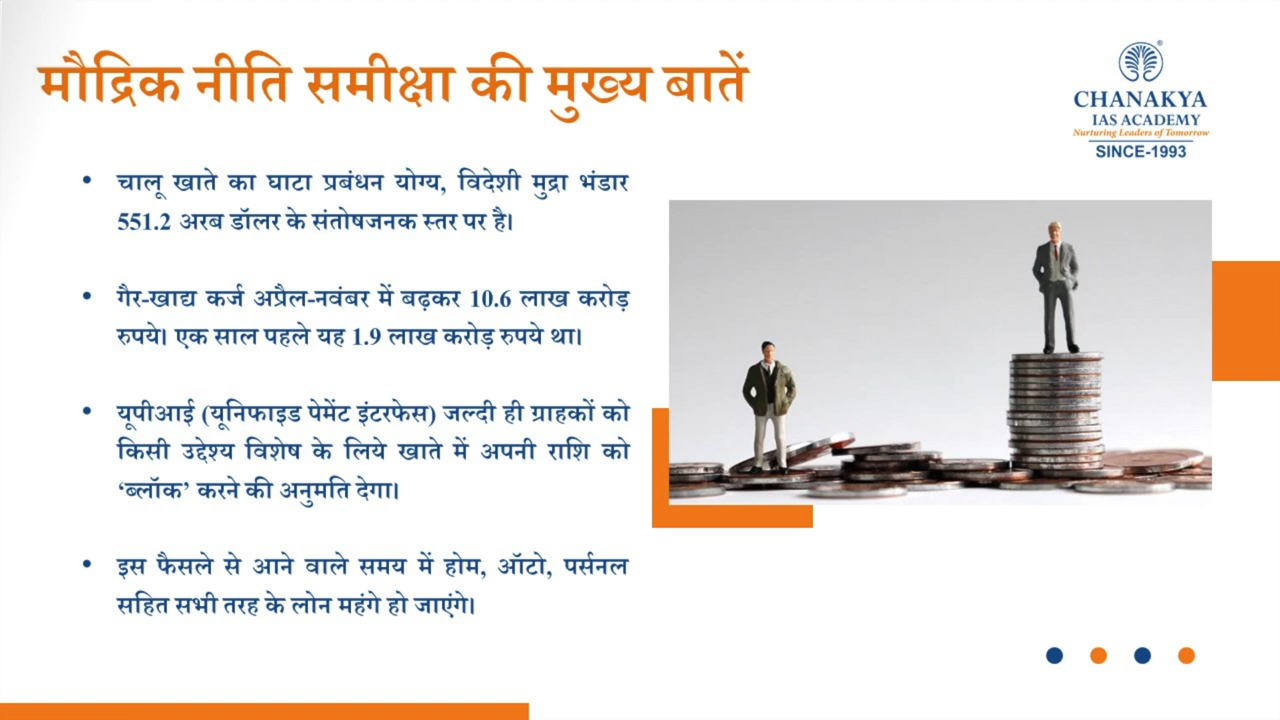 मौद्रिक नीति समीक्षा की मुख्य बातें
CHANAKYA
IAS ACADEMY
Nurturing Leaders of Tomorrow
SINCE-1993
• चालू खाते का घाटा प्रबंधन योग्य, विदेशी मुद्रा भंडार
551.2 अरब डॉलर के संतोषजनक स्तर पर है।
• गैर-खाद्य कर्ज अप्रैल-नवंबर में बढ़कर 10.6 लाख करोड़
रुपये। एक साल पहले यह 1.9 लाख करोड़ रुपये था।
• यूपीआई (यूनिफाइड पेमेंट इंटरफेस) जल्दी ही ग्राहकों को
किसी उद्देश्य विशेष के लिये खाते में अपनी राशि को
‘ब्लॉक’ करने की अनुमति देगा।
• इस फैसले से आने वाले समय में होम, ऑटो, पर्सनल
सहित सभी तरह के लोन महंगे हो जाएंगे।